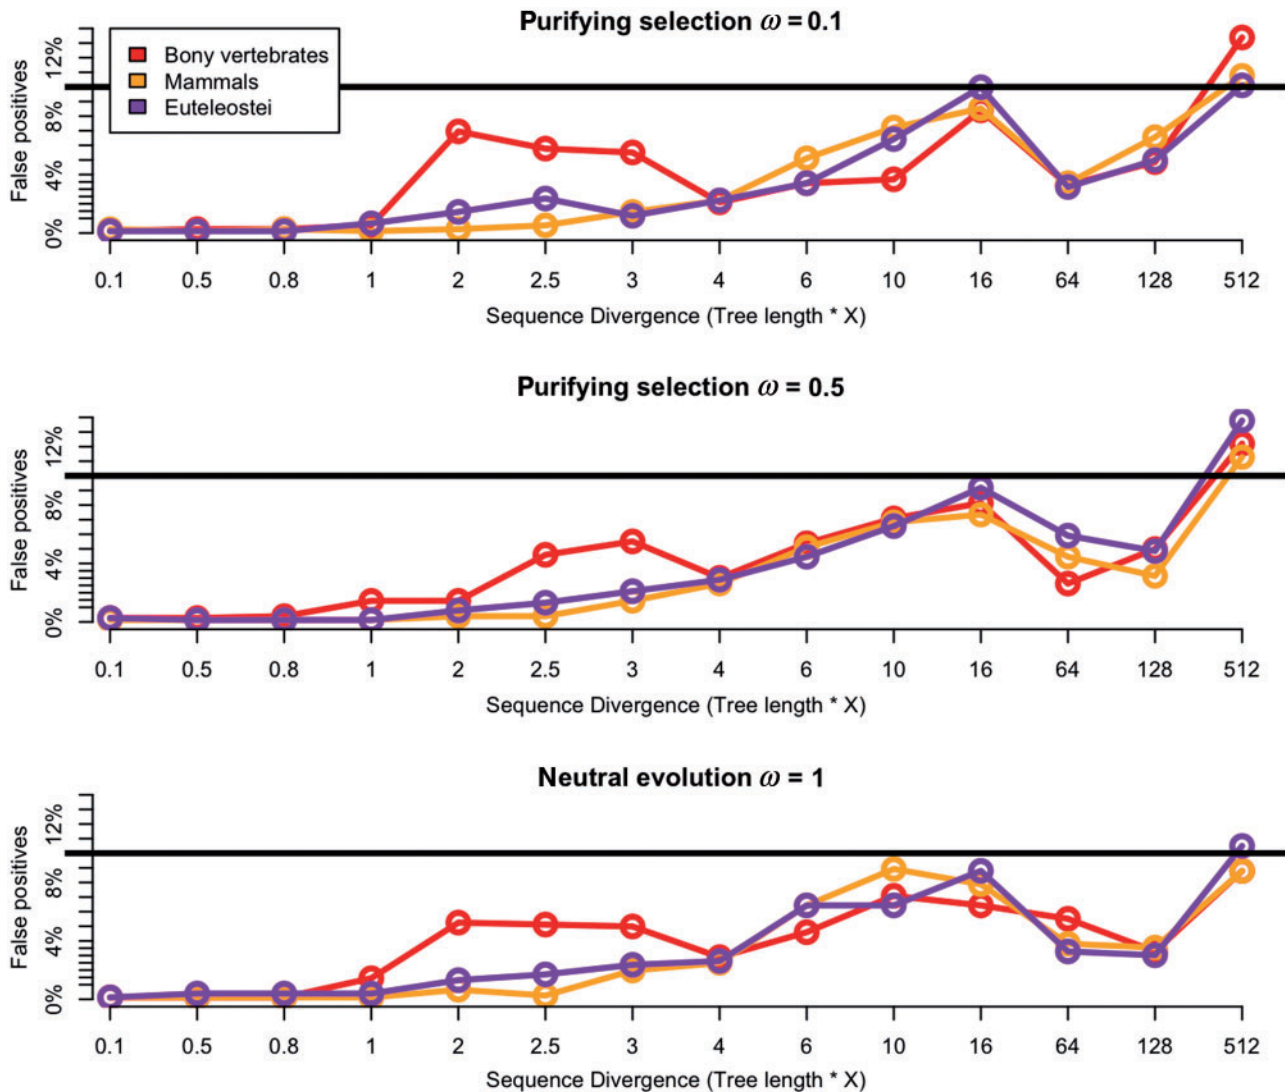 Purifying selection ω = 0.1
Bony vertebrates
Mammals
Euteleostei
False positives
12%
8%
4%
0%
0.1 0.5 0.8 1 2 2.5 3 4 6 10 16 64 128 512
Sequence Divergence (Tree length * X)
Purifying selection ω = 0.5
False positives
12%
8%
4%
0%
0.1 0.5 0.8 1 2 2.5 3 4 6 10 16 64 128 512
Sequence Divergence (Tree length * X)
Neutral evolution ω = 1
False positives
12%
8%
4%
0%
0.1 0.5 0.8 1 2 2.5 3 4 6 10 16 64 128 512
Sequence Divergence (Tree length * X)